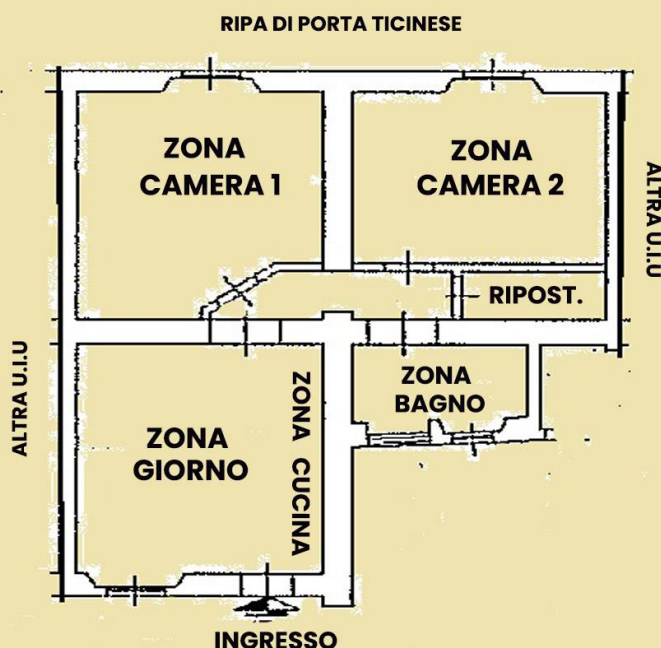 RIPA DI PORTA TICINESE
ZONA
CAMERA 1
ZONA
CAMERA 2
ALTRA U.I.U
RIPOST.
ZONA
BAGNO
ALTRA U.I.U
ZONA
GIORNO
ZONA CUCINA
INGRESSO